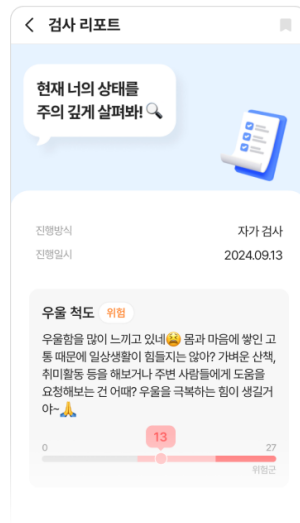 검사 리포트
현재 너의 상태를
주의 깊게 살펴봐!🔍
진행방식 자가 검사
진행일시 2024.09.13
우울 척도 위험
우울함을 많이 느끼고 있네😫 몸과 마음에 쌓인 고
통 때문에 일상생활이 힘들지는 않아? 가벼운 산책,
취미활동 등을 해보거나 주변 사람들에게 도움을
요청해보는 건 어때? 우울을 극복하는 힘이 생길거
야~🙏
13
0 27
위험군